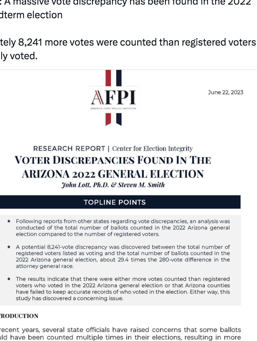 : A massive vote discrepancy has been found in the 2022
dterm election
tely 8,241 more votes were counted than registered voters
ly voted.
AFPI
June 22, 2023
RESEARCH REPORT | Center for Election Integrity
VOTER DISCREPANCIES FOUND IN THE
ARIZONA 2022 GENERAL ELECTION
John Lott, Ph.D. & Steven M. Smith
TOPLINE POINTS
★ Following reports from other states regarding vote discrepancies, an analysis was
conducted of the total number of ballots counted in the 2022 Arizona general
election compared to the number of registered voters.
★ A potential 8,241-vote discrepancy was discovered between the total number of
registered voters listed as voting and the total number of ballots counted in the
2022 Arizona general election, about 29.4 times the 280-vote difference in the
attorney general race.
★ The results indicate that there were either more votes counted than registered
voters who voted in the 2022 Arizona general election or that Arizona counties
have failed to keep accurate records of who voted in the election. Either way, this
study has discovered a concerning issue.
RODUCTION
recent years, several state officials have raised concerns that some ballots
uld have been counted multiple times in their elections, resulting in more